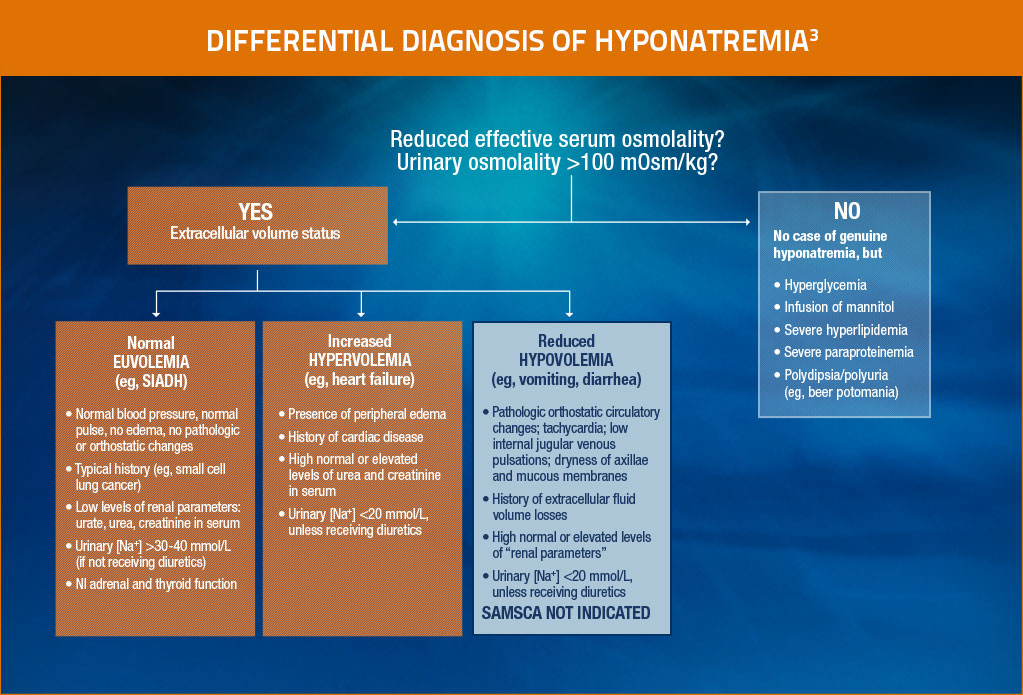 DIFFERENTIAL DIAGNOSIS OF HYPONATREMIA³
Reduced effective serum osmolality?
Urinary osmolality >100 mOsm/kg?
YES
Extracellular volume status
NO
No case of genuine
hyponatremia, but
• Hyperglycemia
• Infusion of mannitol
• Severe hyperlipidemia
• Severe paraproteinemia
• Polydipsia/polyuria
(eg, beer potomania)
Normal
EUVOLEMIA
(eg, SIADH)
• Normal blood pressure, normal
pulse, no edema, no pathologic
or orthostatic changes
• Typical history (eg, small cell
lung cancer)
• Low levels of renal parameters:
urate, urea, creatinine in serum
• Urinary [Na⁺] >30-40 mmol/L
(if not receiving diuretics)
• Nl adrenal and thyroid function
Increased
HYPERVOLEMIA
(eg, heart failure)
• Presence of peripheral edema
• History of cardiac disease
• High normal or elevated
levels of urea and creatinine
in serum
• Urinary [Na⁺] <20 mmol/L,
unless receiving diuretics
Reduced
HYPOVOLEMIA
(eg, vomiting, diarrhea)
• Pathologic orthostatic circulatory
changes; tachycardia; low
internal jugular venous
pulsations; dryness of axillae
and mucous membranes
• History of extracellular fluid
volume losses
• High normal or elevated levels
of “renal parameters”
• Urinary [Na⁺] <20 mmol/L,
unless receiving diuretics
SAMSCA NOT INDICATED